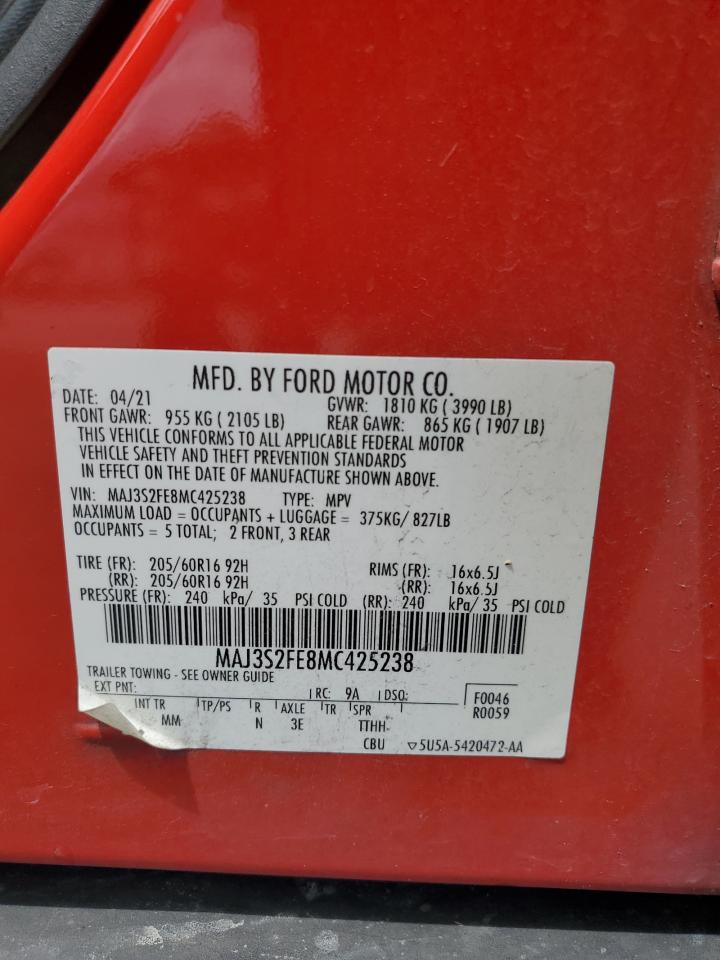 MFD. BY FORD MOTOR CO.
DATE: 04/21 GVWR: 1810 KG ( 3990 LB)
FRONT GAWR: 955 KG ( 2105 LB) REAR GAWR: 865 KG ( 1907 LB)
THIS VEHICLE CONFORMS TO ALL APPLICABLE FEDERAL MOTOR
VEHICLE SAFETY AND THEFT PREVENTION STANDARDS
IN EFFECT ON THE DATE OF MANUFACTURE SHOWN ABOVE.
VIN: MAJ3S2FE8MC425238 TYPE: MPV
MAXIMUM LOAD = OCCUPANTS + LUGGAGE = 375KG/ 827LB
OCCUPANTS = 5 TOTAL; 2 FRONT, 3 REAR
TIRE (FR): 205/60R16 92H RIMS (FR): 16x6.5J
(RR): 205/60R16 92H (RR): 16x6.5J
PRESSURE (FR): 240 kPa/ 35 PSI COLD (RR): 240 kPa/ 35 PSI COLD
MAJ3S2FE8MC425238
TRAILER TOWING - SEE OWNER GUIDE
EXT PNT: RC: 9A DSO: F0046
INT TR TP/PS R AXLE TR SPR R0059
MM N 3E TTHH
CBU ▽5U5A-5420472-AA